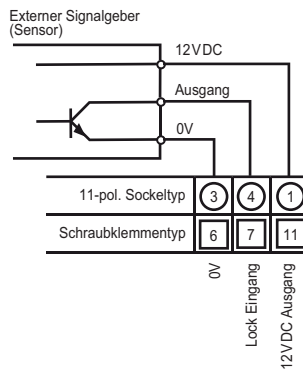 Externer Signalgeber
(Sensor)
12VDC
Ausgang
0V
11-pol. Sockeltyp 3 4 1
Schraubklemmentyp 6 7 11
0V
Lock Eingang
12VDC Ausgang